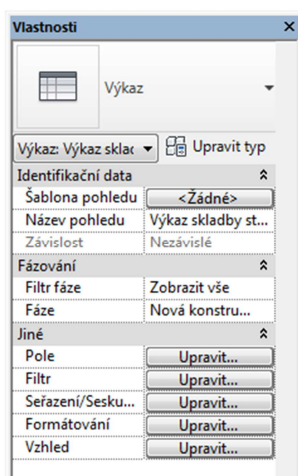 Vlastnosti
Výkaz
Výkaz: Výkaz sklac Upravit typ
Identifikační data
Šablona pohledu <Žádné>
Název pohledu Výkaz skladby st...
Závislost Nezávislé
Fázování
Filtr fáze Zobrazit vše
Fáze Nová konstru...
Jiné
Pole Upravit...
Filtr Upravit...
Seřazení/Sesku... Upravit...
Formátování Upravit...
Vzhled Upravit...